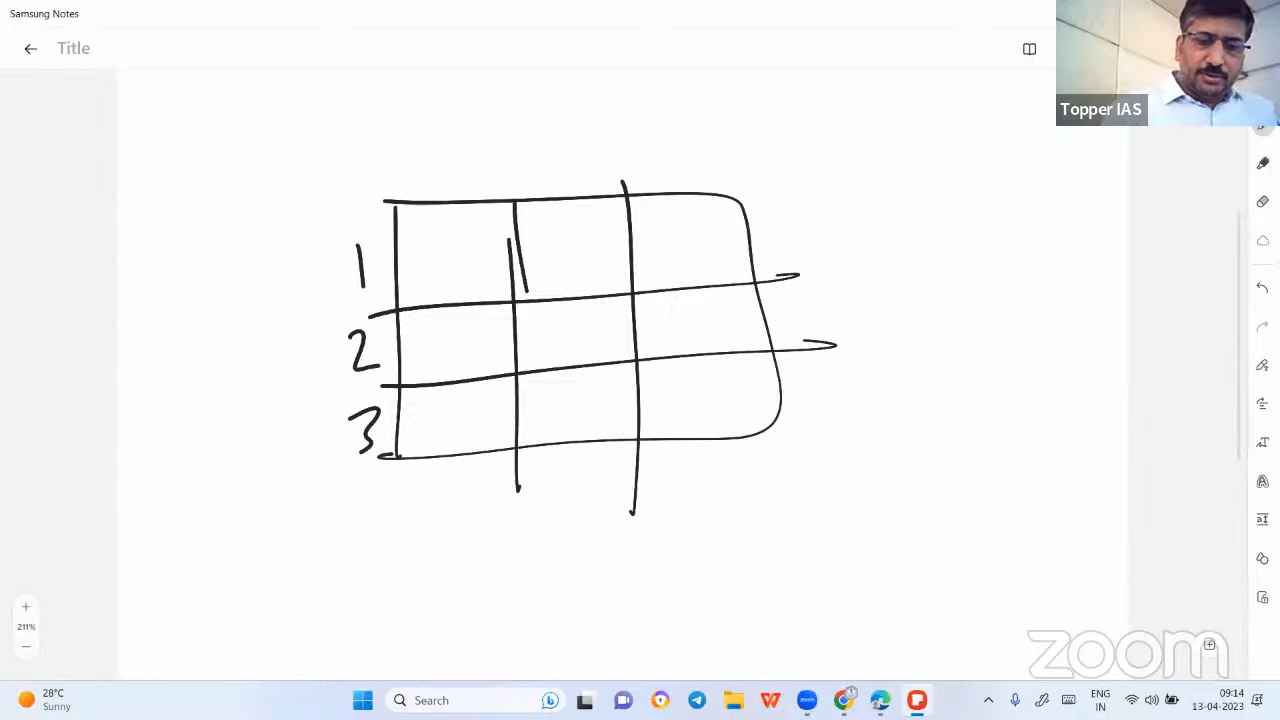 Samsung Notes
Title
Topper IAS
1
2
3
211%
zoom
28°C
Sunny
Search
ENG
IN
09:14
13-04-2023